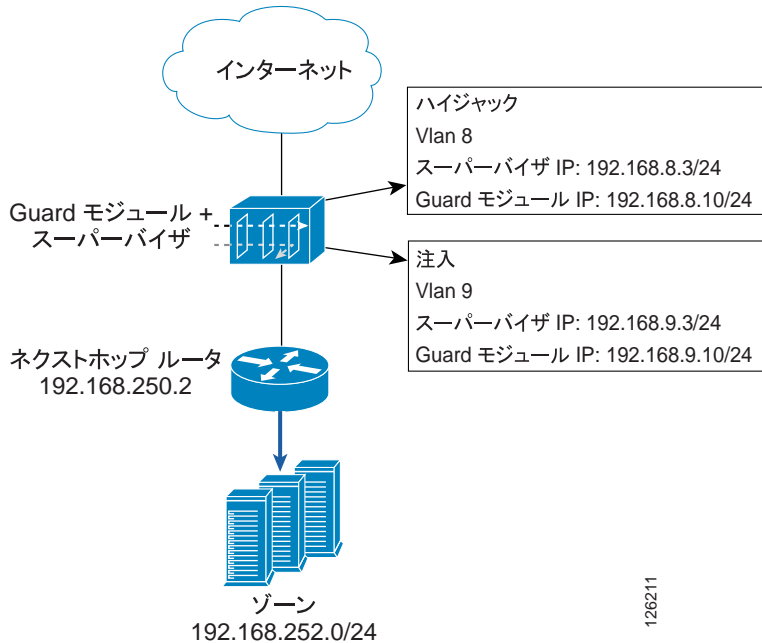 インターネット
ハイジャック
Vlan 8
スーパーバイザ IP: 192.168.8.3/24
Guard モジュール IP: 192.168.8.10/24
Guard モジュール +
スーパーバイザ
注入
Vlan 9
スーパーバイザ IP: 192.168.9.3/24
Guard モジュール IP: 192.168.9.10/24
ネクストホップ ルータ
192.168.250.2
ゾーン
192.168.252.0/24
126211